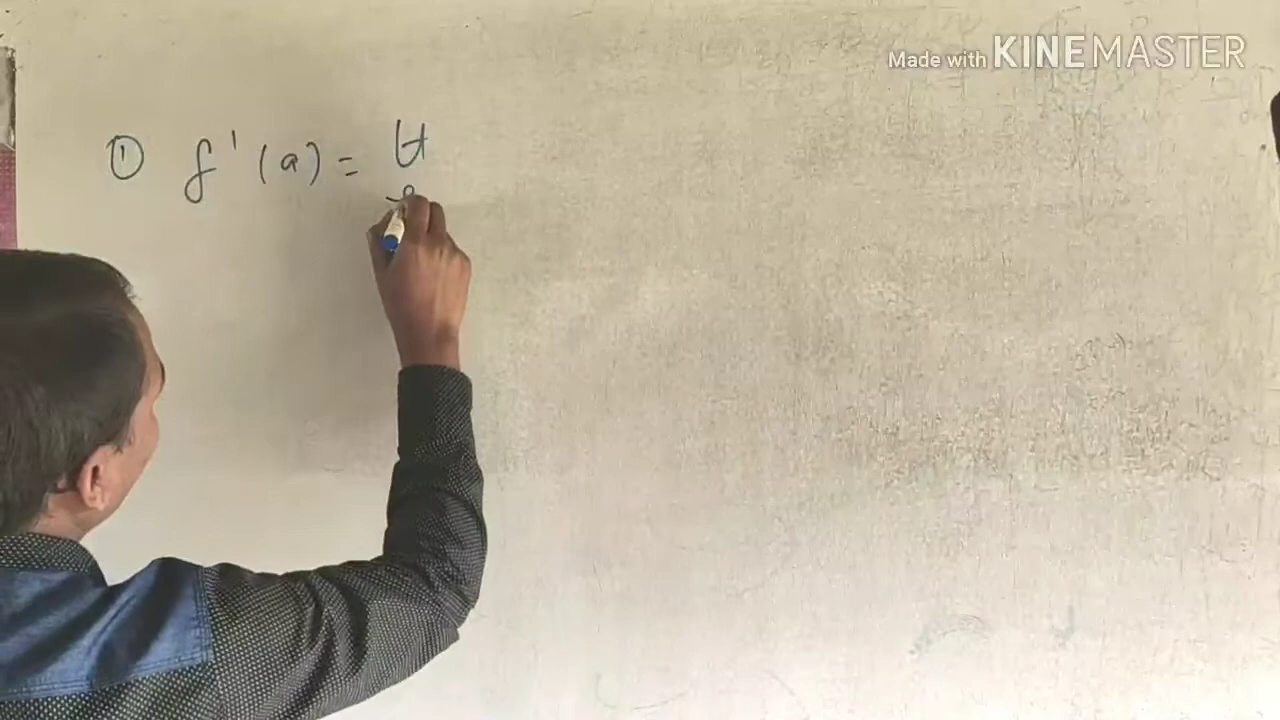 Made with KINEMASTER
① f'(a) = lt